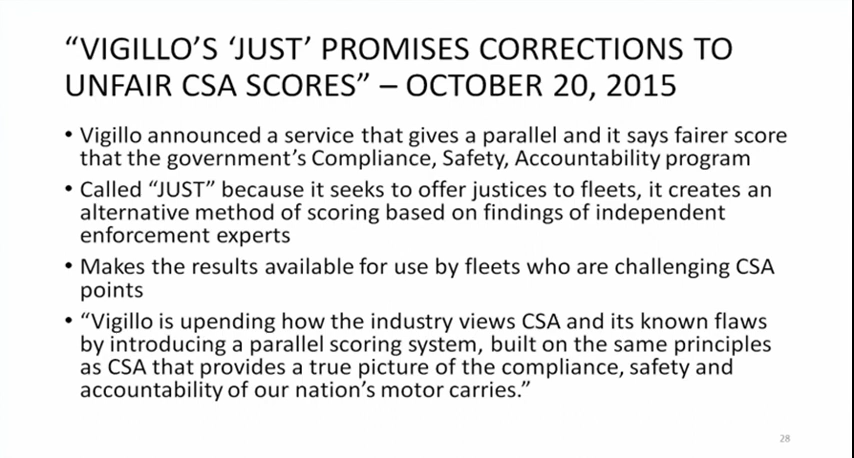 “VIGILLO’S ‘JUST’ PROMISES CORRECTIONS TO
UNFAIR CSA SCORES” – OCTOBER 20, 2015
• Vigillo announced a service that gives a parallel and it says fairer score
that the government’s Compliance, Safety, Accountability program
• Called “JUST” because it seeks to offer justices to fleets, it creates an
alternative method of scoring based on findings of independent
enforcement experts
• Makes the results available for use by fleets who are challenging CSA
points
• “Vigillo is upending how the industry views CSA and its known flaws
by introducing a parallel scoring system, built on the same principles
as CSA that provides a true picture of the compliance, safety and
accountability of our nation’s motor carries.”
28